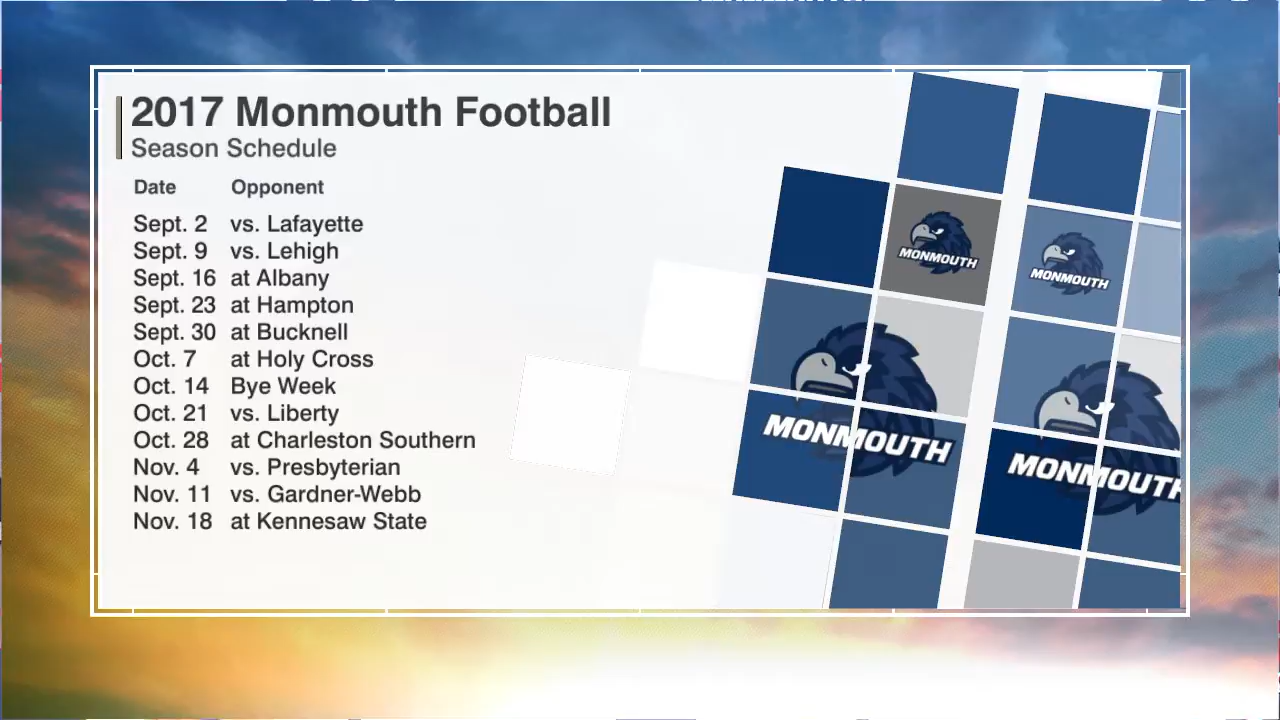 2017 Monmouth Football
Season Schedule
Date Opponent
Sept. 2 vs. Lafayette
Sept. 9 vs. Lehigh
Sept. 16 at Albany
Sept. 23 at Hampton
Sept. 30 at Bucknell
Oct. 7 at Holy Cross
Oct. 14 Bye Week
Oct. 21 vs. Liberty
Oct. 28 at Charleston Southern
Nov. 4 vs. Presbyterian
Nov. 11 vs. Gardner-Webb
Nov. 18 at Kennesaw State
MONMOUTH
MONMOUTH
MONMOUTH
MONMOUTH